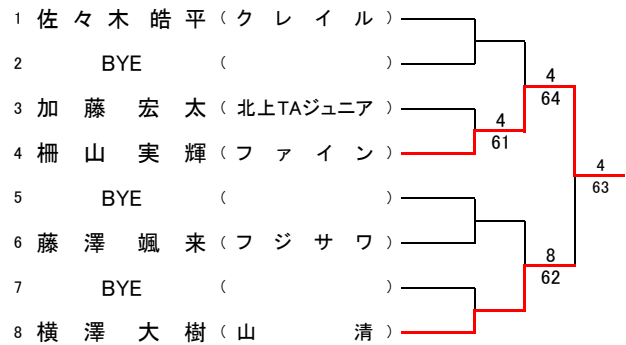 1 佐々木 皓平 ( クレイル )
2 BYE ( )
4
64
3 加藤 宏太 ( 北上TAジュニア )
4
61
4 柵山 実輝 ( ファイン )
4
63
5 BYE ( )
6 藤澤 颯来 ( フジサワ )
8
62
7 BYE ( )
8 横澤 大樹 ( 山清 )